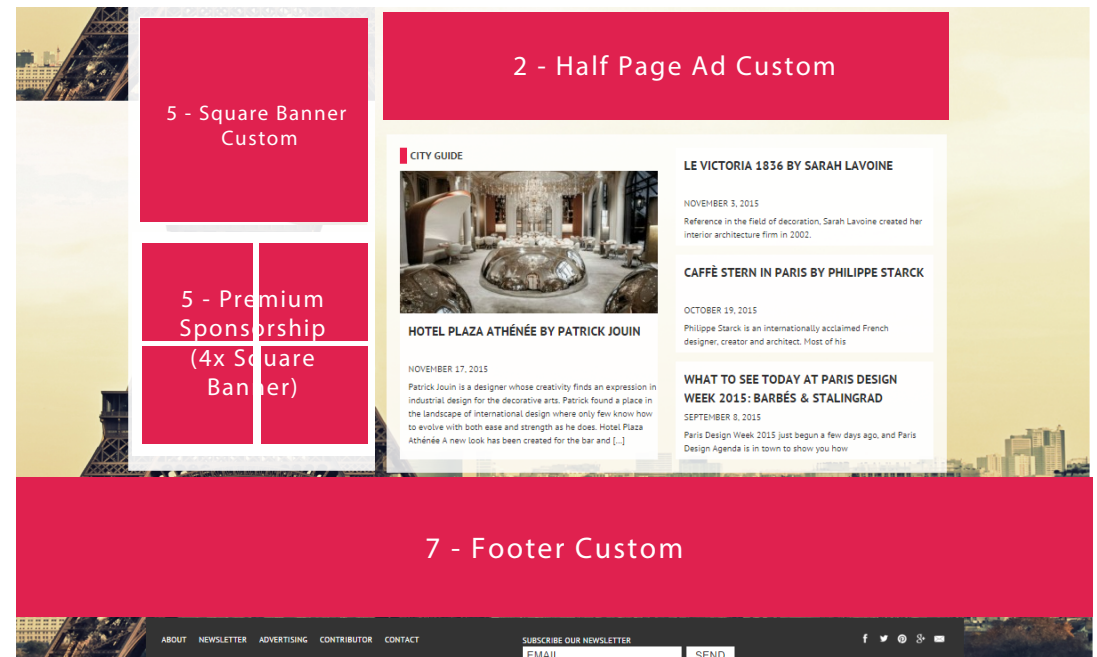 5 - Square Banner
Custom
2 - Half Page Ad Custom
5 - Premium
Sponsorship
(4x Square
Banner)
CITY GUIDE
HOTEL PLAZA ATHÉNÉE BY PATRICK JOUIN
NOVEMBER 17, 2015
Patrick Jouin is a designer whose creativity finds an expression in
industrial design for the decorative arts. Patrick found a place in
the landscape of international design where only few know how
to evolve with both ease and strength as he does. Hotel Plaza
Athénée A new look has been created for the bar and [...]
LE VICTORIA 1836 BY SARAH LAVOINE
NOVEMBER 3, 2015
Reference in the field of decoration, Sarah Lavoine created her
interior architecture firm in 2002.
CAFFÈ STERN IN PARIS BY PHILIPPE STARCK
OCTOBER 19, 2015
Philippe Starck is an internationally acclaimed French
designer, creator and architect. Most of his
WHAT TO SEE TODAY AT PARIS DESIGN
WEEK 2015: BARBÉS & STALINGRAD
SEPTEMBER 8, 2015
Paris Design Week 2015 just begun a few days ago, and Paris
Design Agenda is in town to show you how
7 - Footer Custom
ABOUT NEWSLETTER ADVERTISING CONTRIBUTOR CONTACT
SUBSCRIBE OUR NEWSLETTER
EMAIL SEND